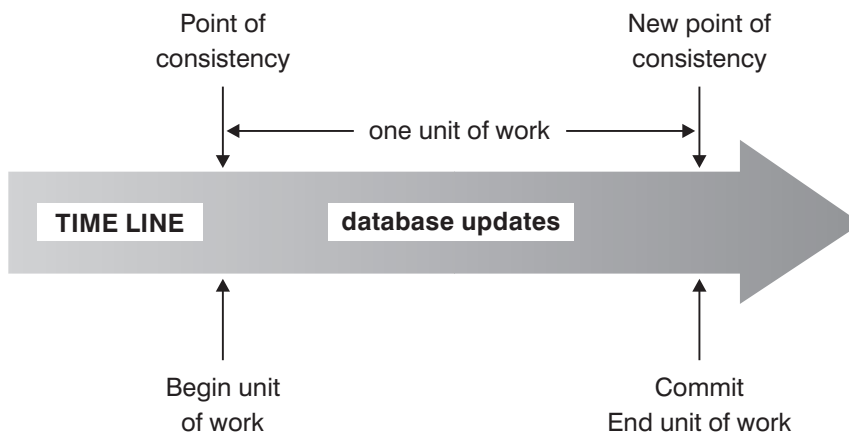 Point of
consistency
New point of
consistency
one unit of work
TIME LINE
database updates
Begin unit
of work
Commit
End unit of work